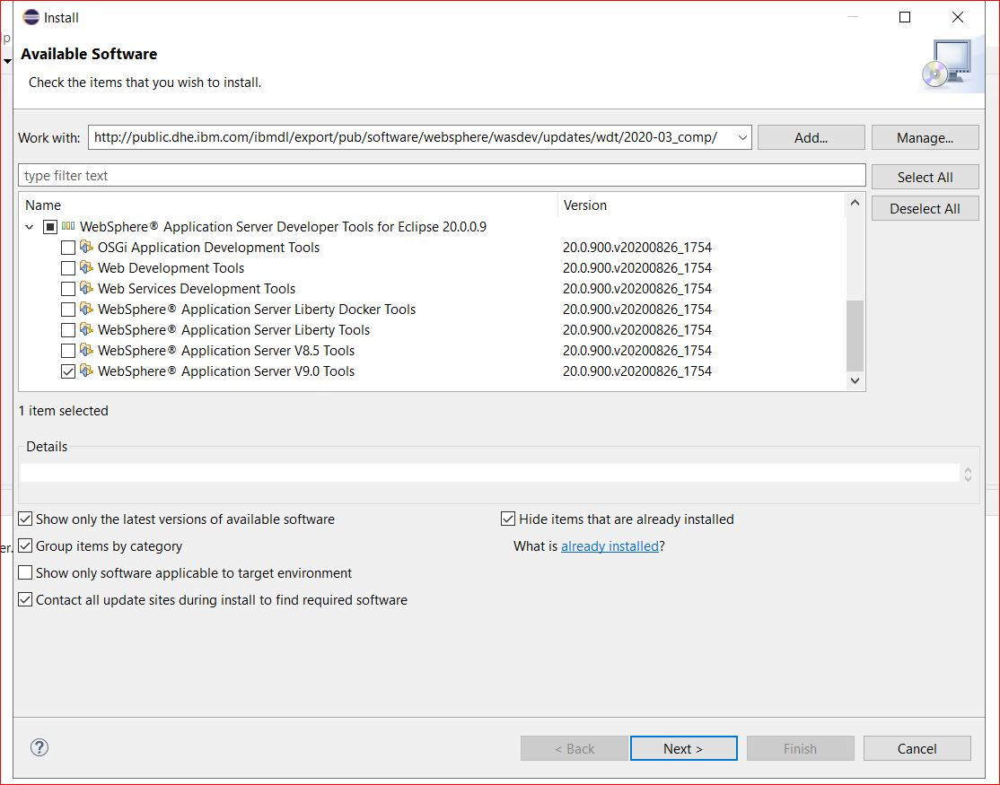 Install
lp
Available Software
Check the items that you wish to install.
Work with: http://public.dhe.ibm.com/ibmdl/export/pub/software/websphere/wasdev/updates/wdt/2020-03_comp/ Add... Manage...
type filter text Select All
Name Version Deselect All
WebSphere® Application Server Developer Tools for Eclipse 20.0.0.9
OSGi Application Development Tools 20.0.900.v20200826_1754
Web Development Tools 20.0.900.v20200826_1754
Web Services Development Tools 20.0.900.v20200826_1754
WebSphere® Application Server Liberty Docker Tools 20.0.900.v20200826_1754
WebSphere® Application Server Liberty Tools 20.0.900.v20200826_1754
WebSphere® Application Server V8.5 Tools 20.0.900.v20200826_1754
WebSphere® Application Server V9.0 Tools 20.0.900.v20200826_1754
1 item selected
Details
Show only the latest versions of available software Hide items that are already installed
er. Group items by category What is already installed?
Show only software applicable to target environment
Contact all update sites during install to find required software
? < Back Next > Finish Cancel